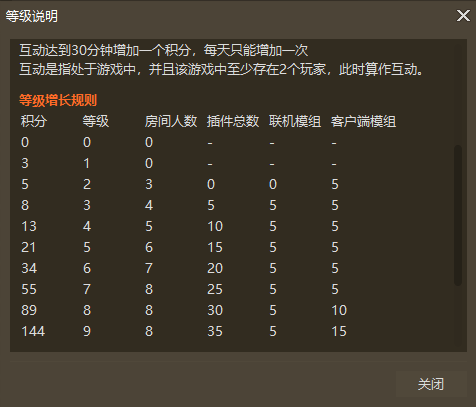 等级说明
互动达到30分钟增加一个积分，每天只能增加一次
互动是指处于游戏中，并且该游戏中至少存在2个玩家，此时算作互动。
等级增长规则
积分 等级 房间人数 插件总数 联机模组 客户端模组
0 0 0 - - -
3 1 0 - - -
5 2 3 0 0 5
8 3 4 5 5 5
13 4 5 10 5 5
21 5 6 15 5 5
34 6 7 20 5 5
55 7 8 25 5 5
89 8 8 30 5 10
144 9 8 35 5 15
关闭